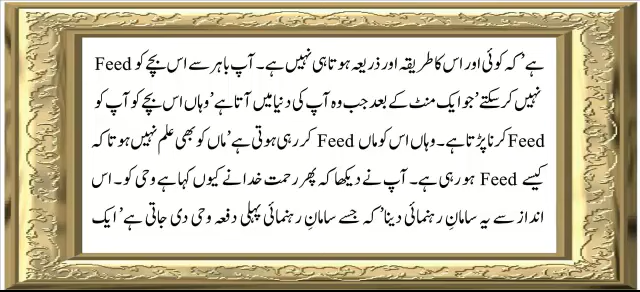 ہے‘ کہ کوئی اور اس کا طریقہ اور ذریعہ ہوتا ہی نہیں ہے۔ آپ باہر سے اس بچے کو Feed
نہیں کر سکتے‘ جو ایک منٹ کے بعد جب وہ آپ کی دنیا میں آتا ہے‘ وہاں اس بچے کو آپ کو
Feed کرنا پڑتا ہے۔ وہاں اس کو ماں Feed کر رہی ہوتی ہے‘ ماں کو بھی علم نہیں ہوتا کہ
کیسے Feed ہو رہی ہے۔ آپ نے دیکھا کہ پھر رحمت خدا نے کیوں کہا ہے وحی کو۔ اس
انداز سے یہ سامانِ رہنمائی دینا‘ کہ جسے سامانِ رہنمائی پہلی دفعہ وحی دی جاتی ہے‘ ایک